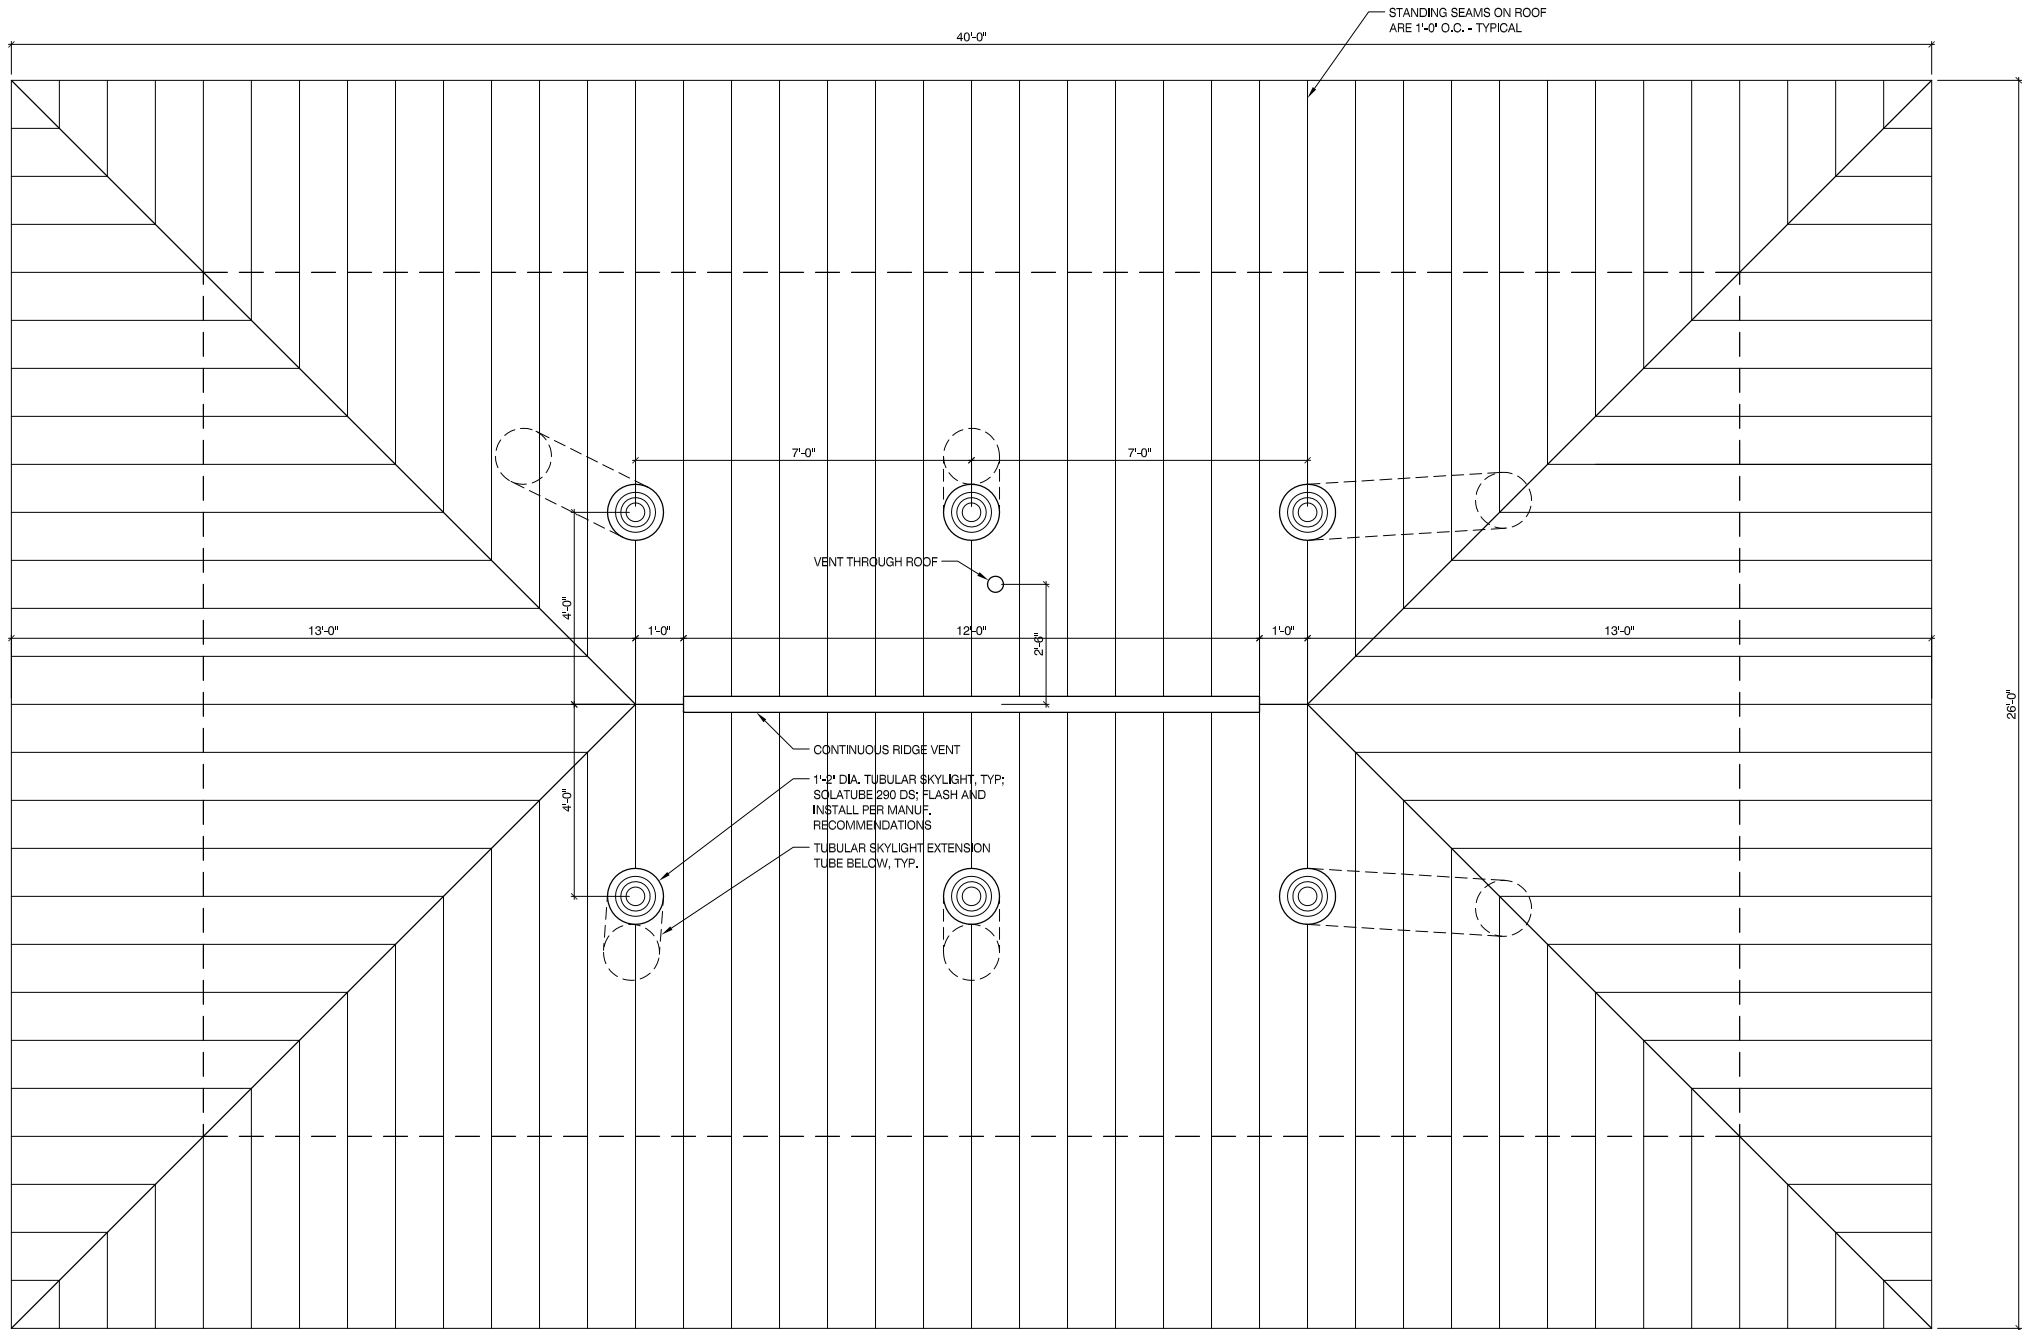 STANDING SEAMS ON ROOF
ARE 1'-0" O.C. - TYPICAL
40'-0"
7'-0"
7'-0"
VENT THROUGH ROOF
4'-0"
13'-0"
1'-0"
12'-0"
2'-6"
1'-0"
13'-0"
26'-0"
CONTINUOUS RIDGE VENT
1'-2" DIA. TUBULAR SKYLIGHT, TYP;
SOLATUBE 290 DS; FLASH AND
INSTALL PER MANUF.
RECOMMENDATIONS
4'-0"
TUBULAR SKYLIGHT EXTENSION
TUBE BELOW, TYP.